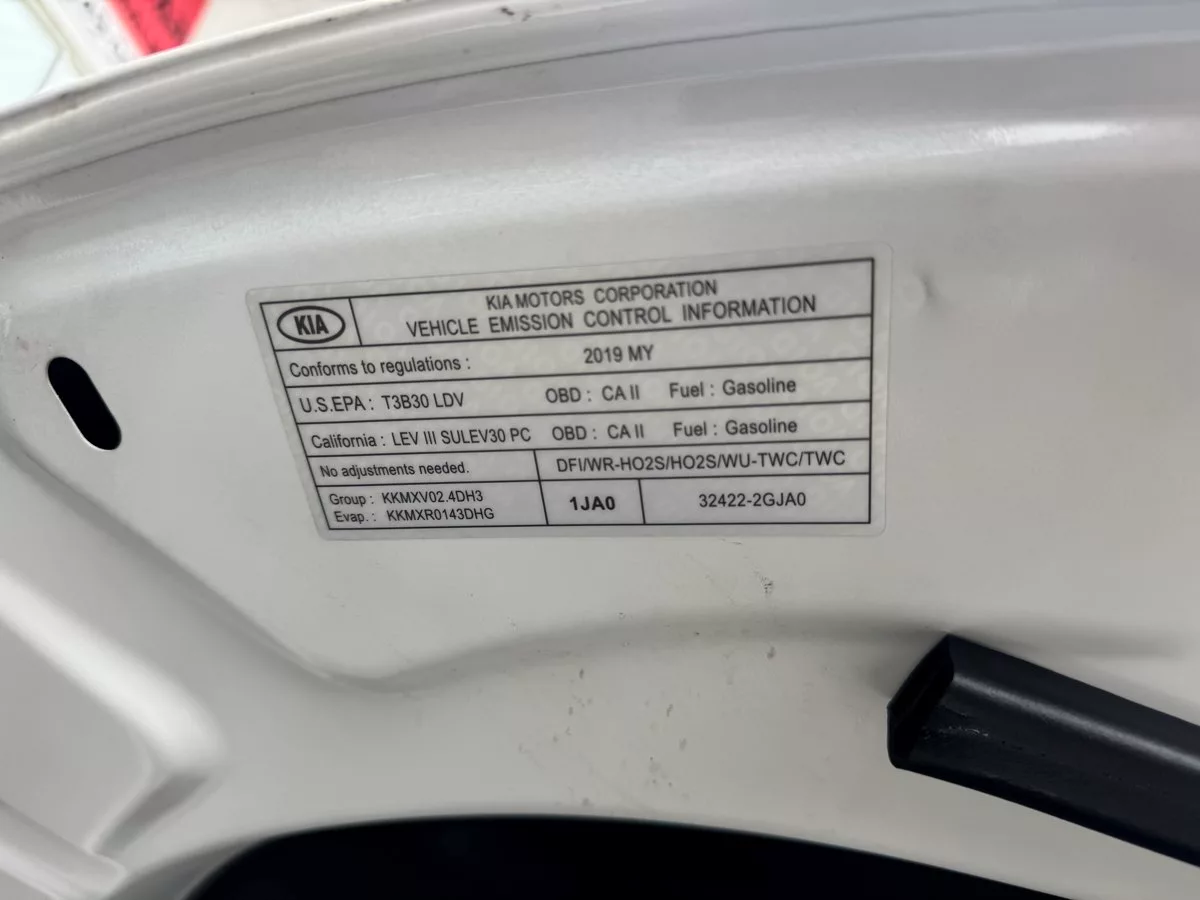 KIA
KIA MOTORS CORPORATION
VEHICLE EMISSION CONTROL INFORMATION
Conforms to regulations : 2019 MY
U.S.EPA : T3B30 LDV OBD : CA II Fuel : Gasoline
California : LEV III SULEV30 PC OBD : CA II Fuel : Gasoline
No adjustments needed. DFI/WR-HO2S/HO2S/WU-TWC/TWC
Group : KKMXV02.4DH3
Evap. : KKMXR0143DHG
1JA0
32422-2GJA0